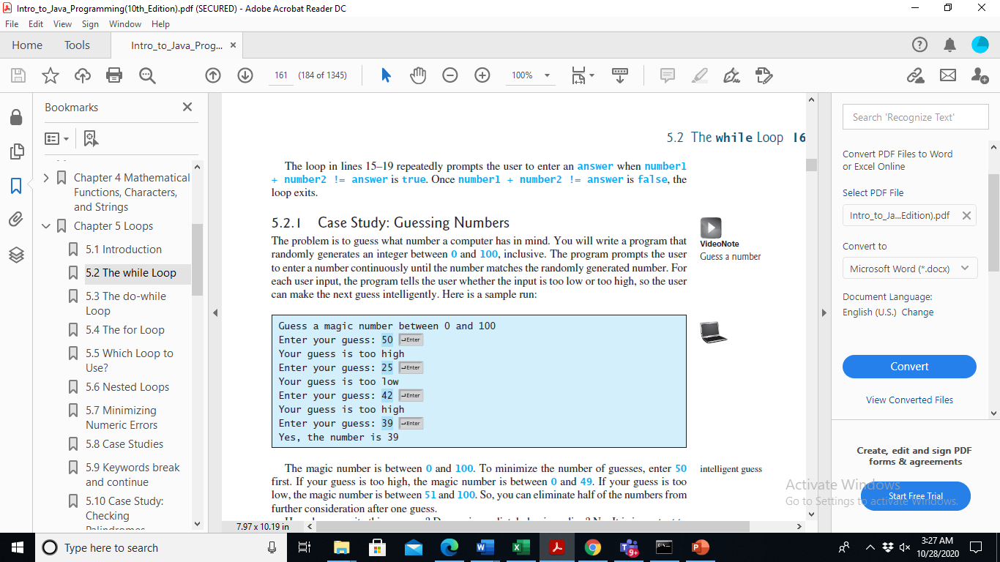 Intro_to_Java_Programming(10th_Edition).pdf (SECURED) - Adobe Acrobat Reader DC
File Edit View Sign Window Help
Home Tools Intro_to_Java_Prog... ×
161 (184 of 1345) 100%
Bookmarks
Chapter 4 Mathematical
Functions, Characters,
and Strings
Chapter 5 Loops
5.1 Introduction
5.2 The while Loop
5.3 The do-while
Loop
5.4 The for Loop
5.5 Which Loop to
Use?
5.6 Nested Loops
5.7 Minimizing
Numeric Errors
5.8 Case Studies
5.9 Keywords break
and continue
5.10 Case Study:
Checking
Palindromes
5.2 The while Loop 16
The loop in lines 15–19 repeatedly prompts the user to enter an answer when number1
+ number2 != answer is true. Once number1 + number2 != answer is false, the
loop exits.
5.2.1 Case Study: Guessing Numbers
The problem is to guess what number a computer has in mind. You will write a program that
randomly generates an integer between 0 and 100, inclusive. The program prompts the user
to enter a number continuously until the number matches the randomly generated number. For
each user input, the program tells the user whether the input is too low or too high, so the user
can make the next guess intelligently. Here is a sample run:
VideoNote
Guess a number
Guess a magic number between 0 and 100
Enter your guess: 50 ↵Enter
Your guess is too high
Enter your guess: 25 ↵Enter
Your guess is too low
Enter your guess: 42 ↵Enter
Your guess is too high
Enter your guess: 39 ↵Enter
Yes, the number is 39
The magic number is between 0 and 100. To minimize the number of guesses, enter 50
first. If your guess is too high, the magic number is between 0 and 49. If your guess is too
low, the magic number is between 51 and 100. So, you can eliminate half of the numbers from
further consideration after one guess.
intelligent guess
7.97 x 10.19 in
Search 'Recognize Text'
Convert PDF Files to Word
or Excel Online
Select PDF File
Intro_to_Ja...Edition).pdf
Convert to
Microsoft Word (*.docx)
Document Language:
English (U.S.) Change
Convert
View Converted Files
Create, edit and sign PDF
forms & agreements
Start Free Trial
Activate Windows
Go to Settings to activate Windows.
Type here to search
9+
3:27 AM
10/28/2020